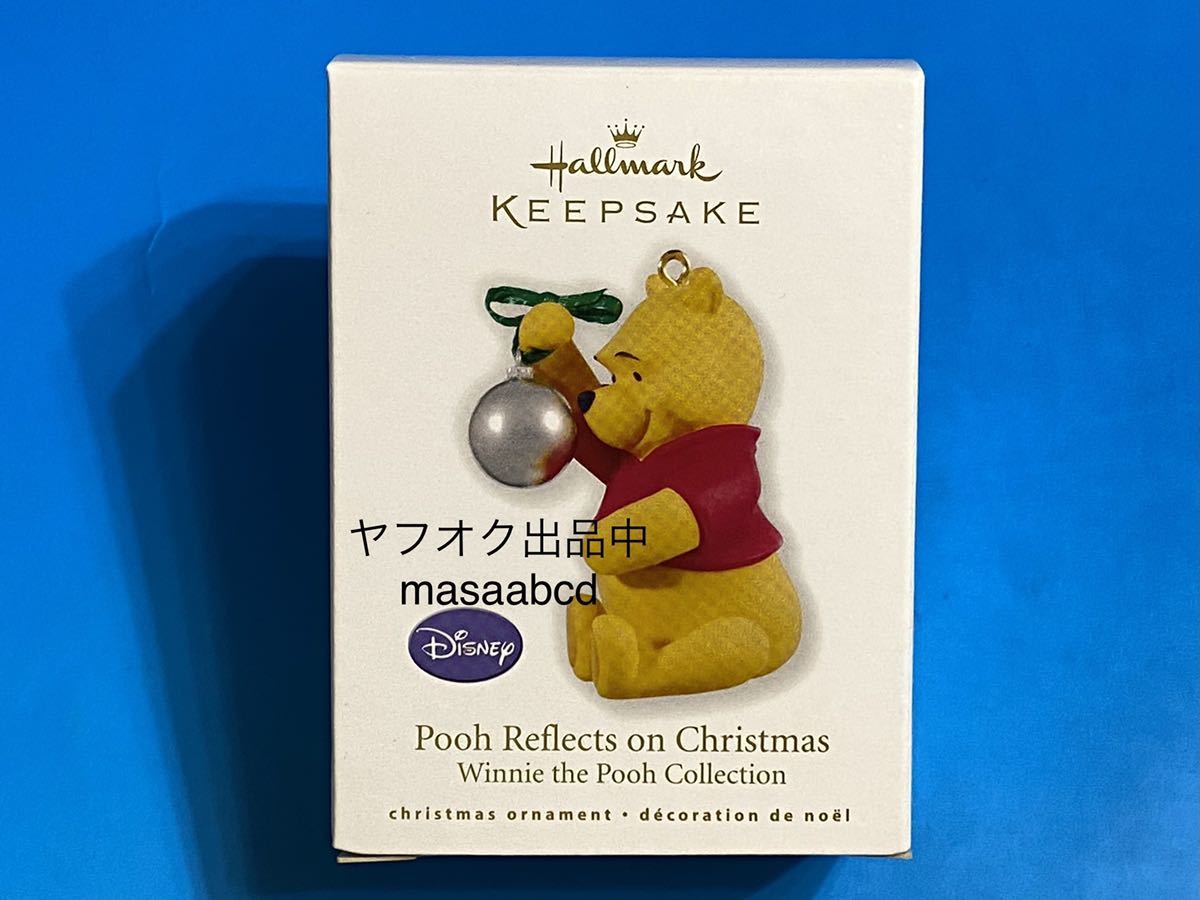 Hallmark
KEEPSAKE
ヤフオク出品中
masaabcd
Disney
Pooh Reflects on Christmas
Winnie the Pooh Collection
christmas ornament • décoration de noël